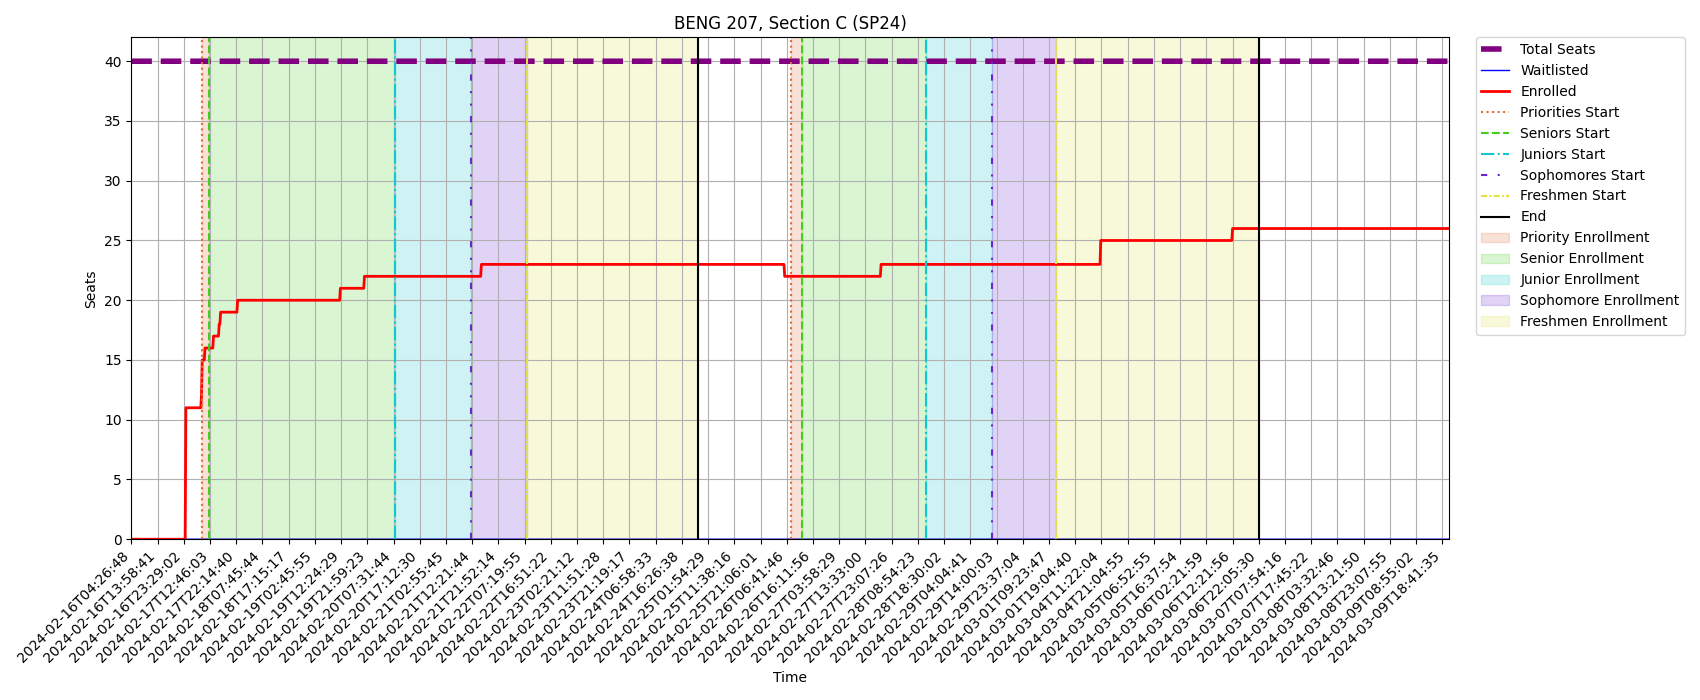 BENG 207, Section C (SP24)
Seats
40
35
30
25
20
15
10
5
0
2024-02-16T04:26:48
2024-02-16T13:58:41
2024-02-16T23:29:02
2024-02-17T12:46:03
2024-02-17T22:14:40
2024-02-18T07:45:44
2024-02-18T17:15:17
2024-02-19T02:45:55
2024-02-19T12:24:29
2024-02-19T21:59:23
2024-02-20T07:31:44
2024-02-20T17:12:30
2024-02-21T02:55:45
2024-02-21T12:21:44
2024-02-21T21:52:14
2024-02-22T07:19:55
2024-02-22T16:51:22
2024-02-23T02:21:12
2024-02-23T11:51:28
2024-02-23T21:19:17
2024-02-24T06:58:33
2024-02-24T16:26:38
2024-02-25T01:54:29
2024-02-25T11:38:16
2024-02-25T21:06:01
2024-02-26T06:41:46
2024-02-26T16:11:56
2024-02-27T03:58:29
2024-02-27T13:33:00
2024-02-27T23:07:26
2024-02-28T08:54:23
2024-02-28T18:30:02
2024-02-29T04:04:41
2024-02-29T14:00:03
2024-02-29T23:37:04
2024-03-01T09:23:47
2024-03-01T19:04:40
2024-03-04T11:22:04
2024-03-04T21:04:55
2024-03-05T06:52:55
2024-03-05T16:37:54
2024-03-06T02:21:59
2024-03-06T12:21:56
2024-03-06T22:05:30
2024-03-07T07:54:16
2024-03-07T17:45:22
2024-03-08T03:32:46
2024-03-08T13:21:50
2024-03-08T23:07:55
2024-03-09T08:55:02
2024-03-09T18:41:35
Time
Total Seats
Waitlisted
Enrolled
Priorities Start
Seniors Start
Juniors Start
Sophomores Start
Freshmen Start
End
Priority Enrollment
Senior Enrollment
Junior Enrollment
Sophomore Enrollment
Freshmen Enrollment